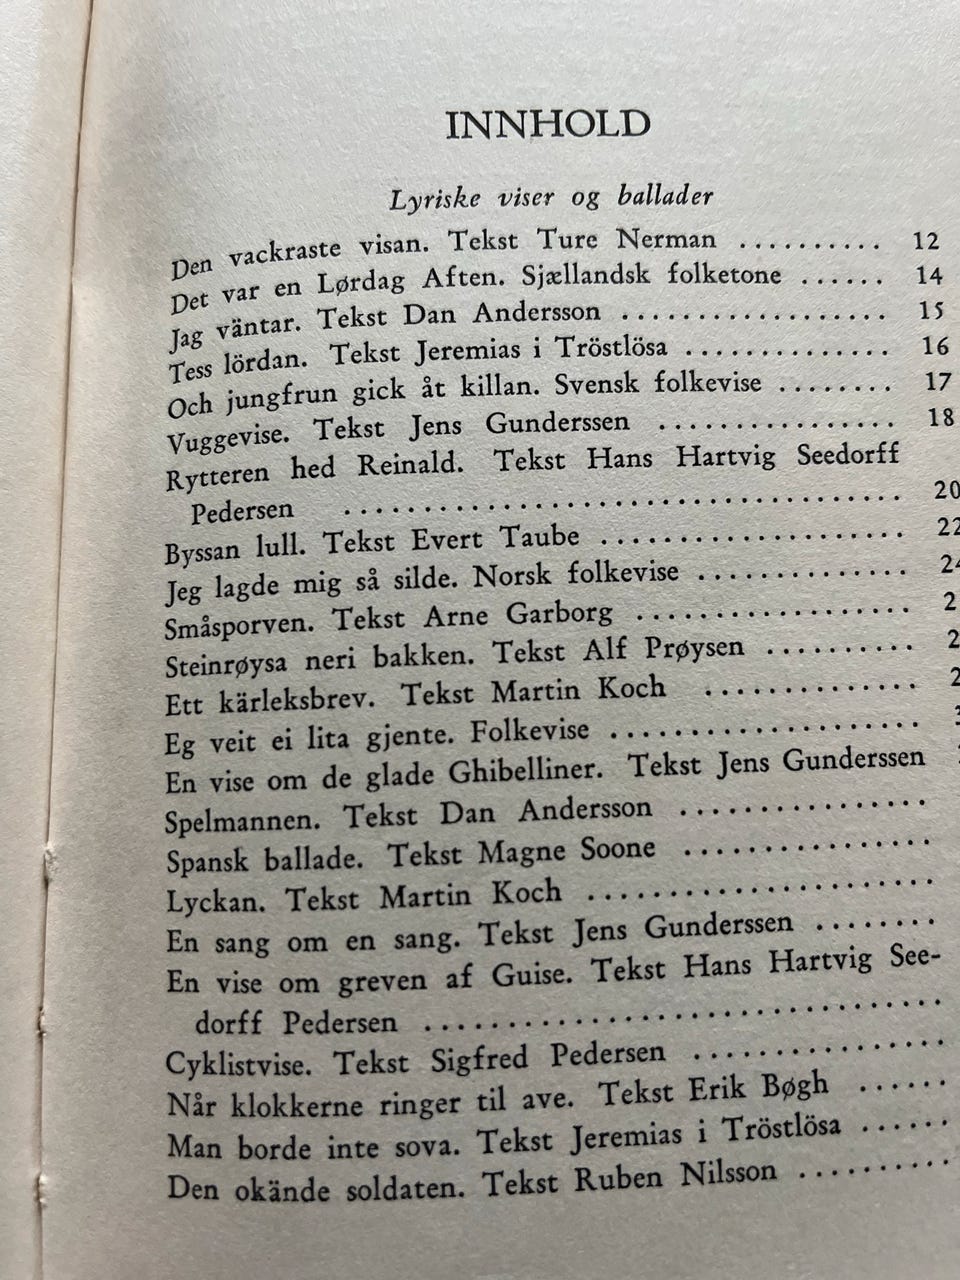 INNHOLD
Lyriske viser og ballader
Den vackraste visan. Tekst Ture Nerman .......... 12
Det var en Lørdag Aften. Sjællandsk folketone ...... 14
Jag väntar. Tekst Dan Andersson .................. 15
Tess lördan. Tekst Jeremias i Tröstlösa .............. 16
Och jungfrun gick åt killan. Svensk folkevise ........ 17
Vuggevise. Tekst Jens Gunderssen ................ 18
Rytteren hed Reinald. Tekst Hans Hartvig Seedorff
Pedersen .................................... 20
Byssan lull. Tekst Evert Taube .................... 22
Jeg lagde mig så silde. Norsk folkevise ..............
Småsporven. Tekst Arne Garborg ..................
Steinrøysa neri bakken. Tekst Alf Prøysen ..........
Ett kärleksbrev. Tekst Martin Koch ..............
Eg veit ei lita gjente. Folkevise ....................
En vise om de glade Ghibelliner. Tekst Jens Gunderssen
Spelmannen. Tekst Dan Andersson ................
Spansk ballade. Tekst Magne Soone ................
Lyckan. Tekst Martin Koch ......................
En sang om en sang. Tekst Jens Gunderssen ........
En vise om greven af Guise. Tekst Hans Hartvig See-
dorff Pedersen ................................
Cyklistvise. Tekst Sigfred Pedersen ................
Når klokkerne ringer til ave. Tekst Erik Bøgh ......
Man borde inte sova. Tekst Jeremias i Tröstlösa ......
Den okände soldaten. Tekst Ruben Nilsson ..........